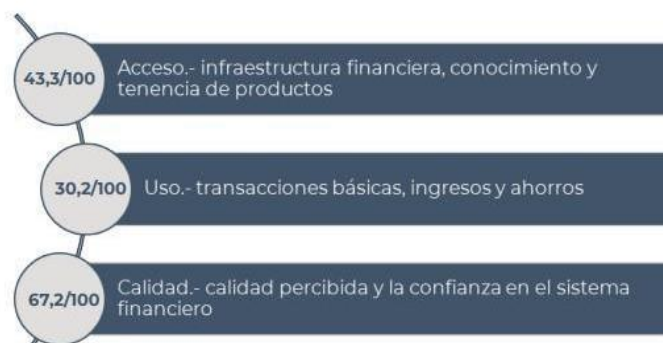 43,3/100
Acceso.- infraestructura financiera, conocimiento y
tenencia de productos
30,2/100
Uso.- transacciones básicas, ingresos y ahorros
67,2/100
Calidad.- calidad percibida y la confianza en el sistema
financiero